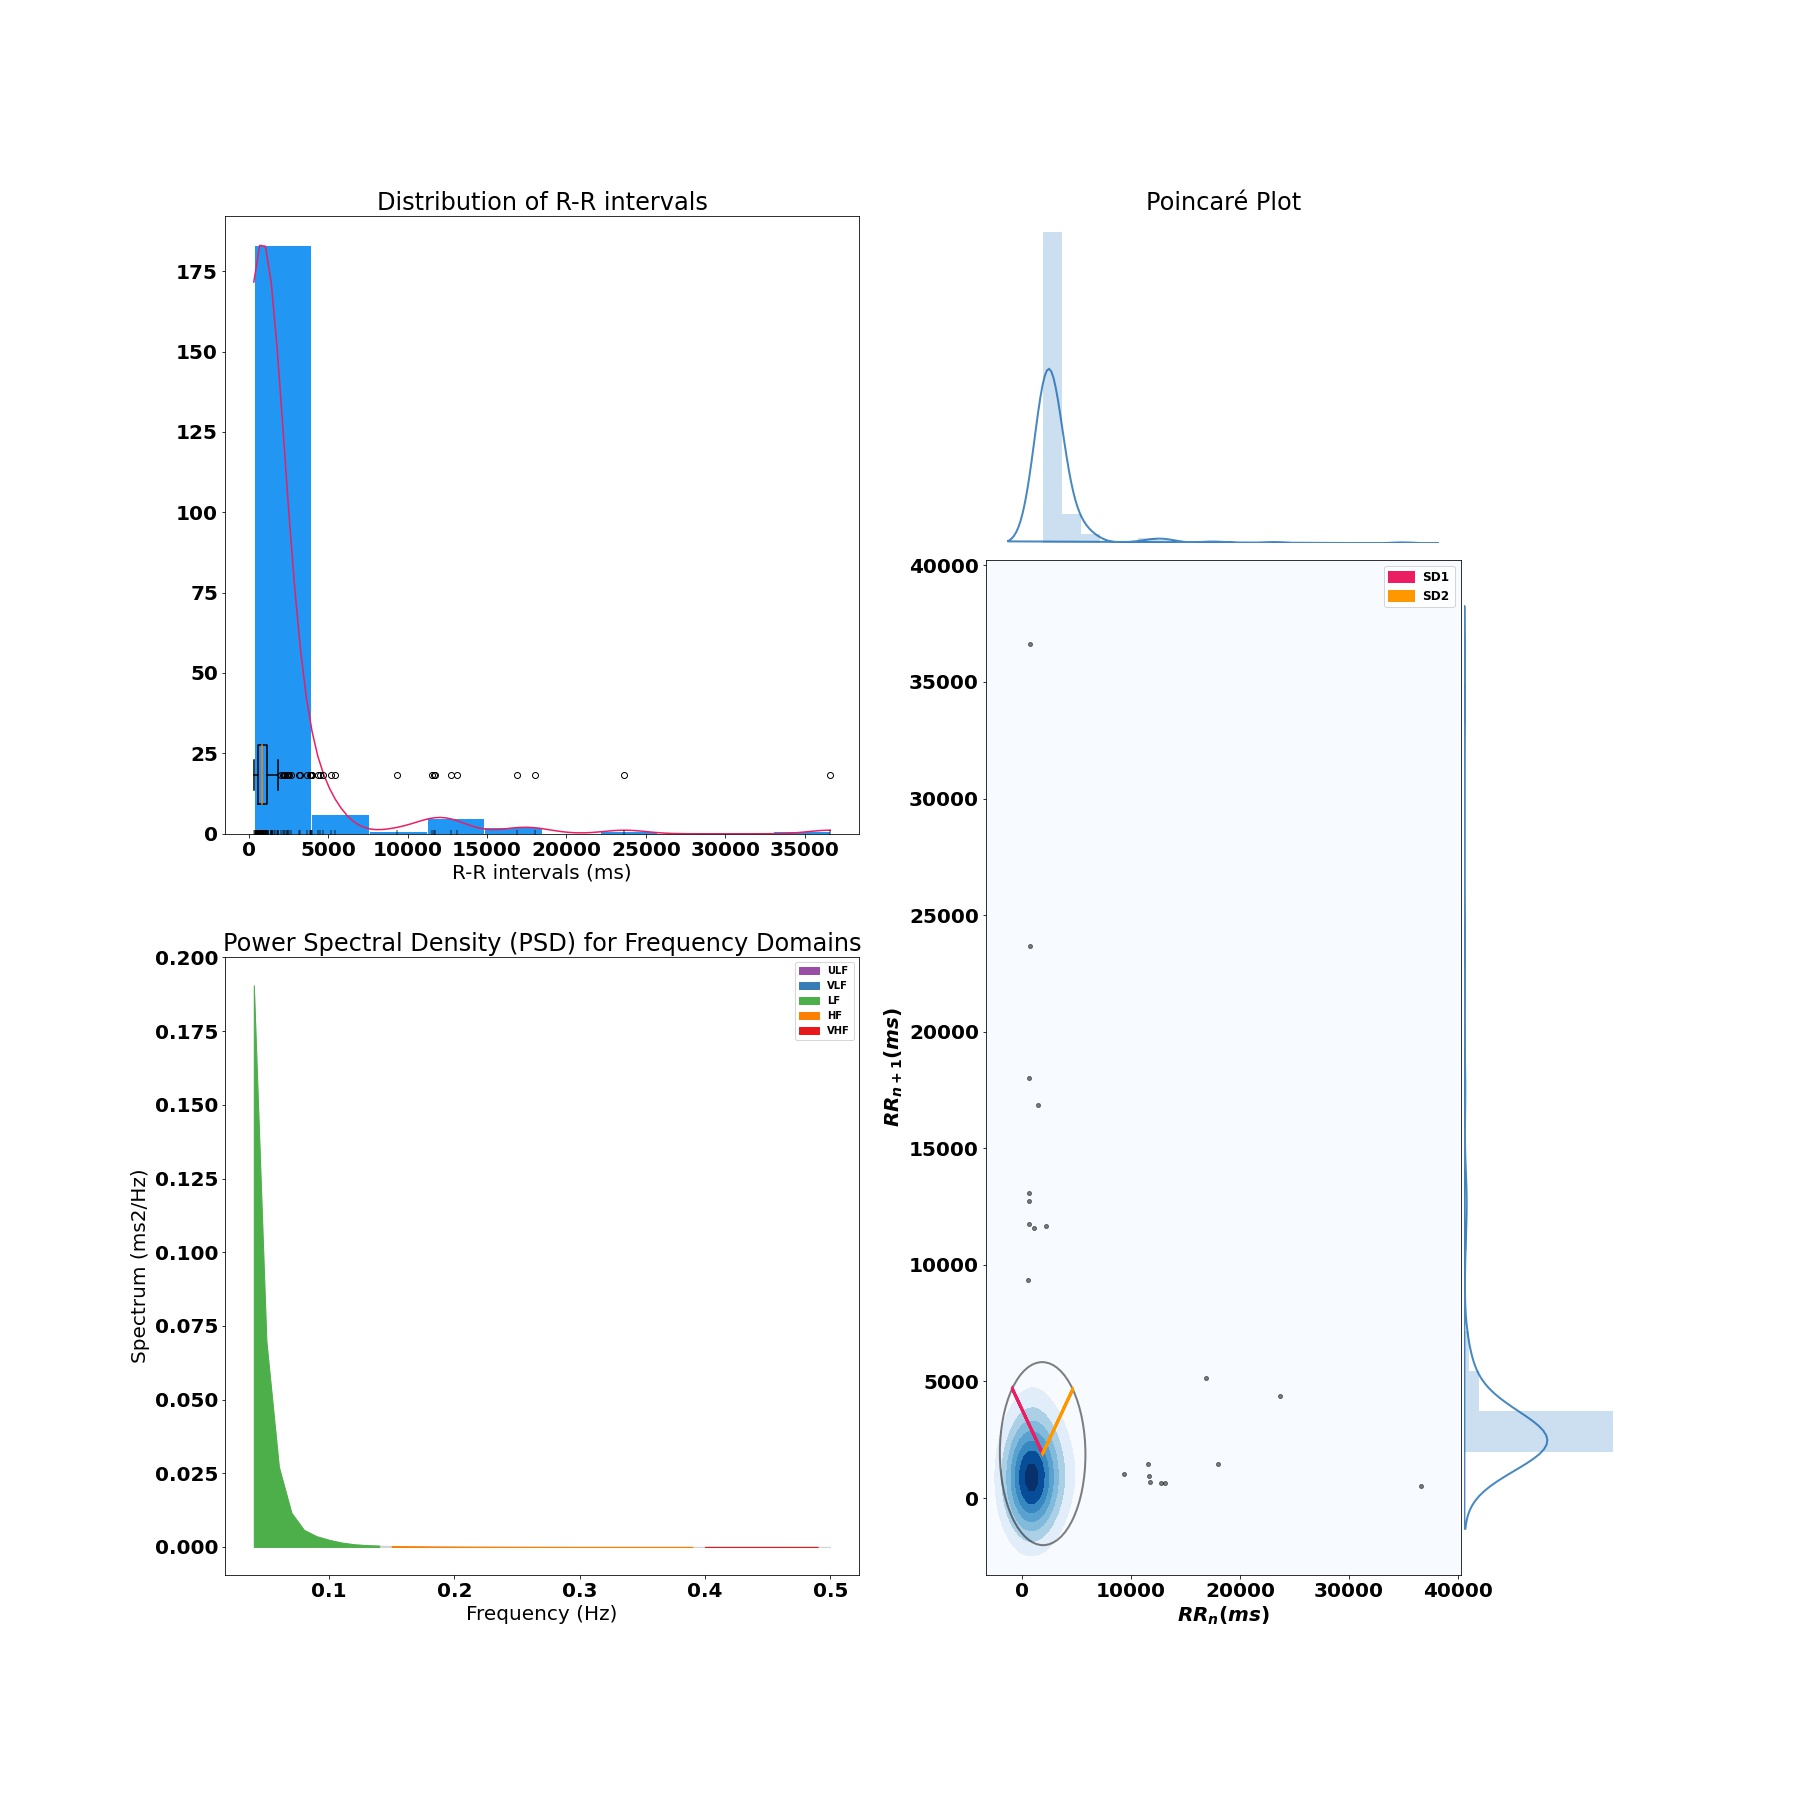 Distribution of R-R intervals
175
150
125
100
75
50
25
0
0 5000 10000 15000 20000 25000 30000 35000
R-R intervals (ms)
Power Spectral Density (PSD) for Frequency Domains
0.200
0.175
0.150
0.125
0.100
0.075
0.050
0.025
0.000
Spectrum (ms2/Hz)
ULF
VLF
LF
HF
VHF
0.1 0.2 0.3 0.4 0.5
Frequency (Hz)
Poincaré Plot
SD1
SD2
40000
35000
30000
25000
20000
15000
10000
5000
0
RRn+1(ms)
0 10000 20000 30000 40000
RRn(ms)